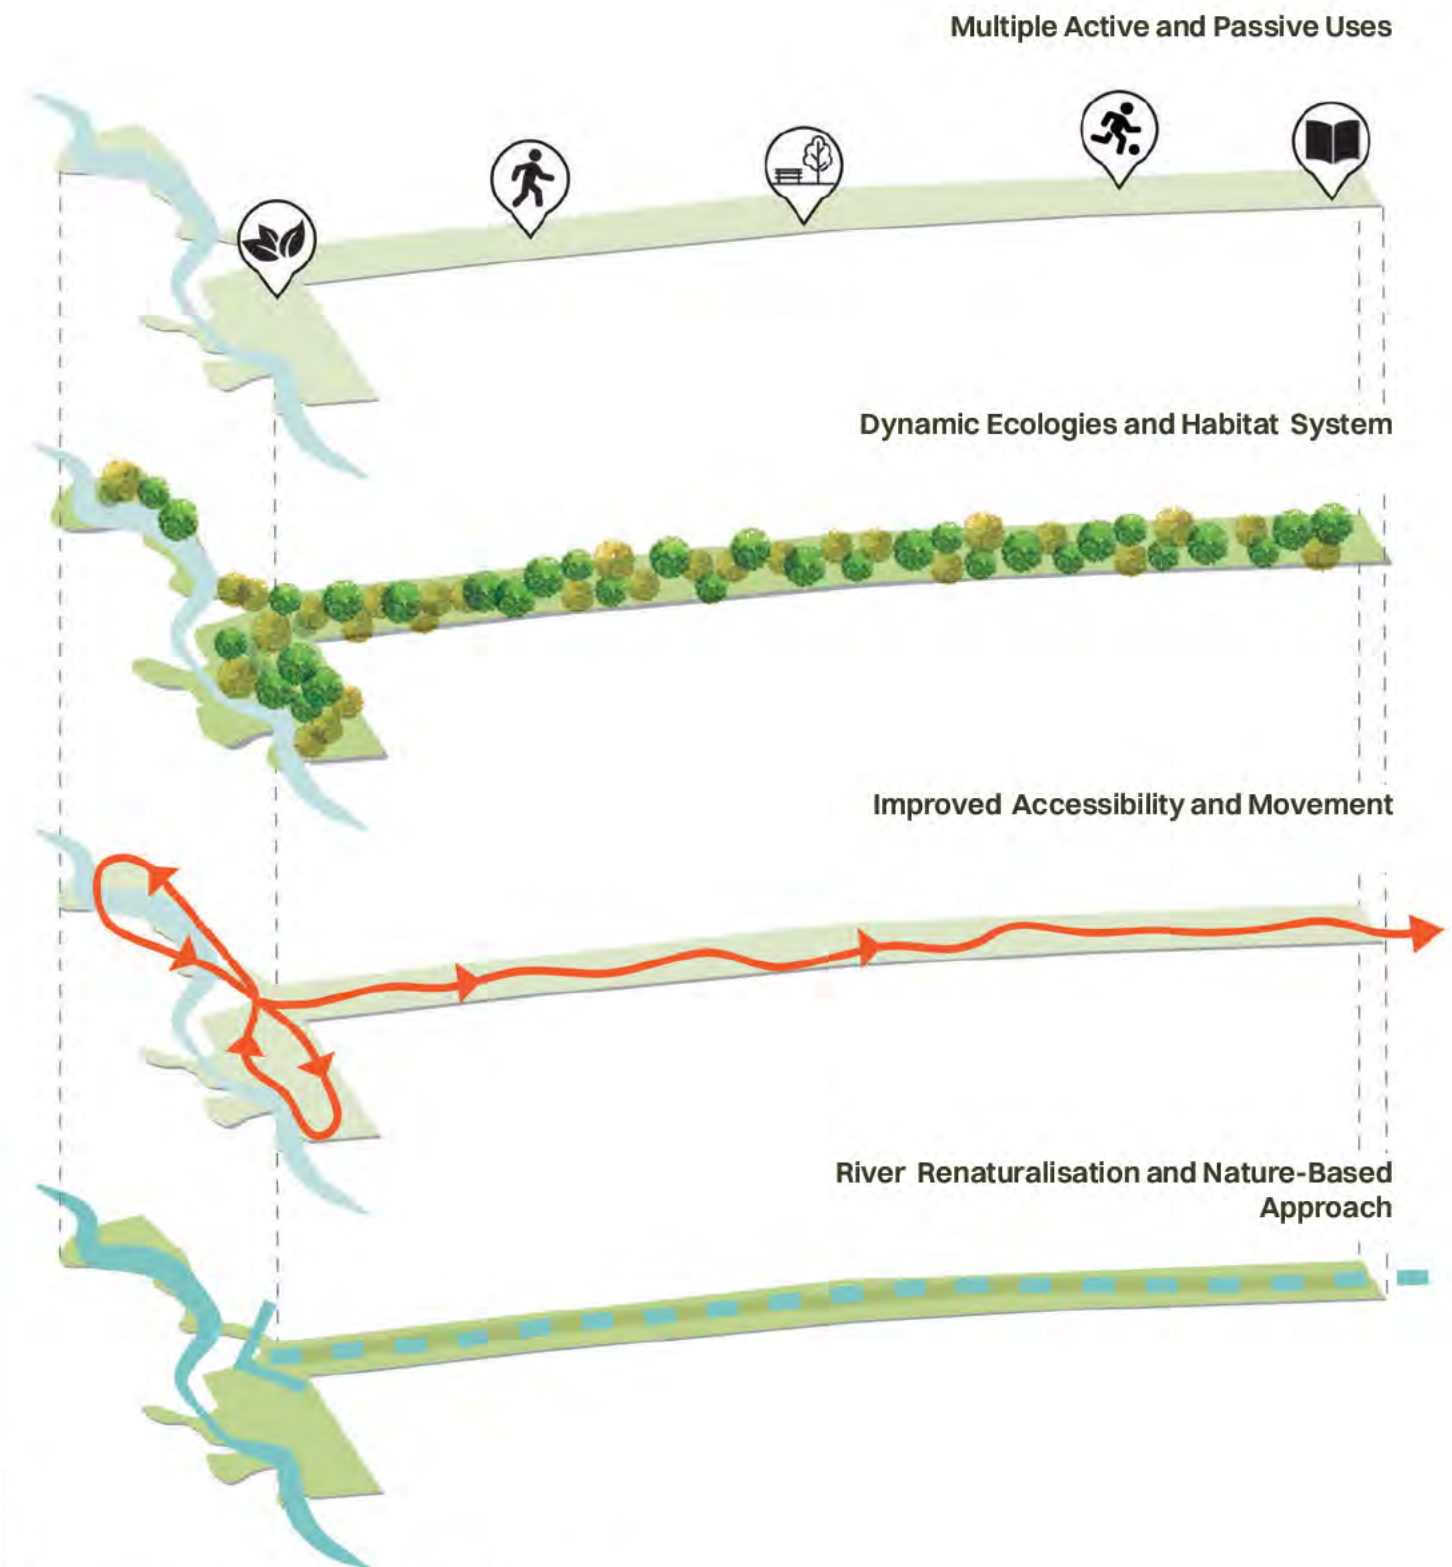 Multiple Active and Passive Uses
Dynamic Ecologies and Habitat System
Improved Accessibility and Movement
River Renaturalisation and Nature-Based
Approach